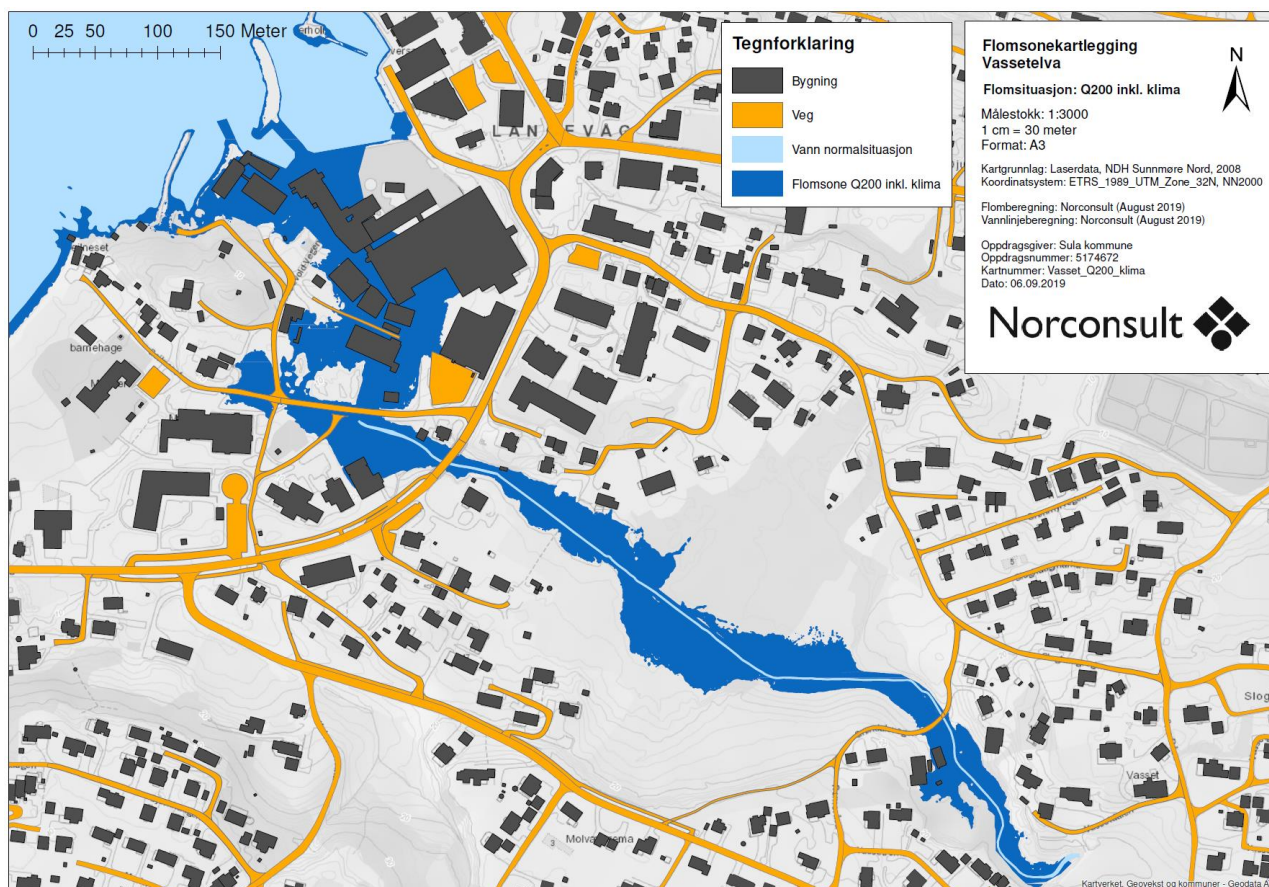 0 25 50 100 150 Meter
LANGEVÅG
barnehage
Molværsvema
Vasset
Tegnforklaring
Bygning
Veg
Vann normalsituasjon
Flomsone Q200 inkl. klima
Flomsonekartlegging
Vassetelva
N
Flomsituasjon: Q200 inkl. klima
Målestokk: 1:3000
1 cm = 30 meter
Format: A3
Kartgrunnlag: Laserdata, NDH Sunnmøre Nord, 2008
Koordinatsystem: ETRS_1989_UTM_Zone_32N, NN2000
Flomberegning: Norconsult (August 2019)
Vannlinjeberegning: Norconsult (August 2019)
Oppdragsgiver: Sula kommune
Oppdragsnummer: 5174672
Kartnummer: Vasset_Q200_klima
Dato: 06.09.2019
Norconsult
Kartverket, Geovekst og kommuner - Geodata A